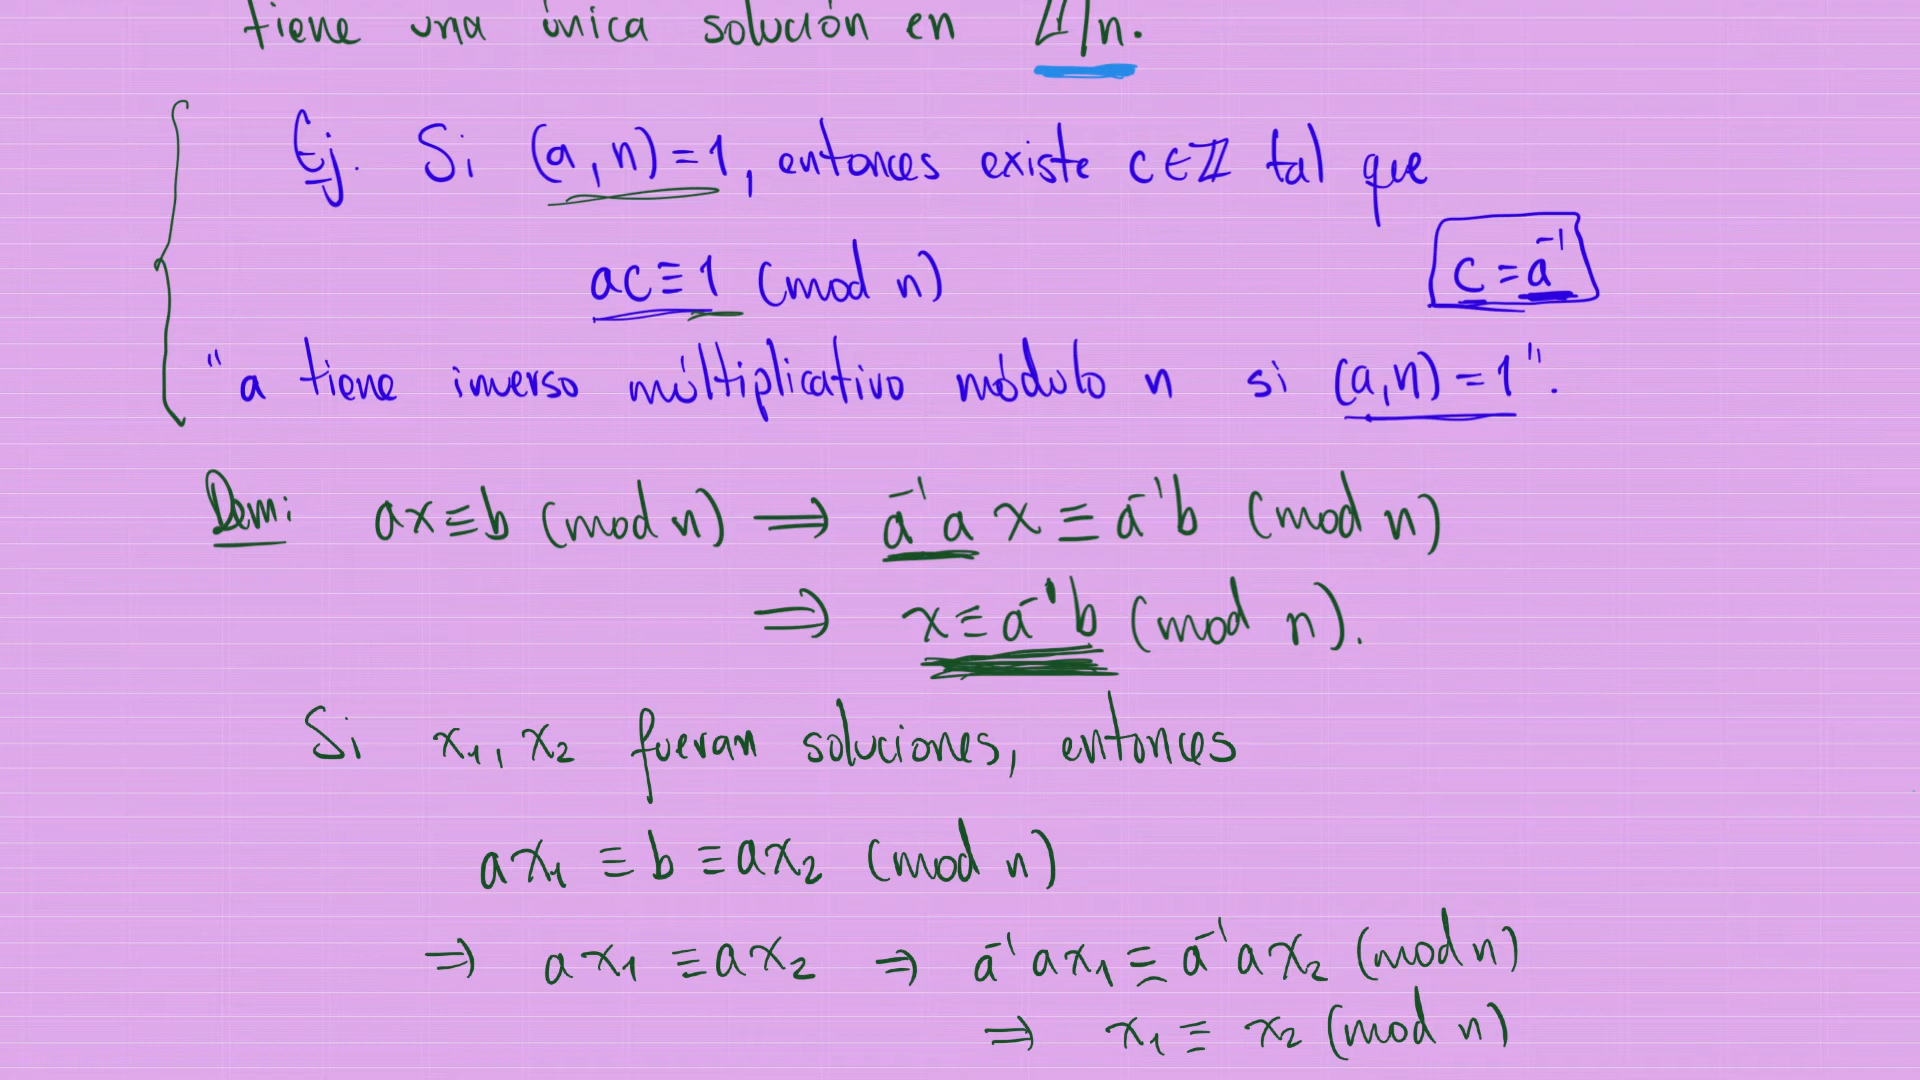 tiene una única solución en ℤ/n.
Ej. Si (a,n)=1, entonces existe c∈ℤ tal que
ac≡1 (mod n)
c=a⁻¹
"a tiene inverso múltiplicativo módulo n si (a,n)=1".
Dem: ax≡b (mod n) ⟹ a⁻¹a x ≡ a⁻¹b (mod n)
⟹ x≡a⁻¹b (mod n).
Si x₁, x₂ fueran soluciones, entonces
ax₁ ≡ b ≡ ax₂ (mod n)
⟹ ax₁ ≡ ax₂ ⟹ a⁻¹ax₁ ≡ a⁻¹ax₂ (mod n)
⟹ x₁ ≡ x₂ (mod n)